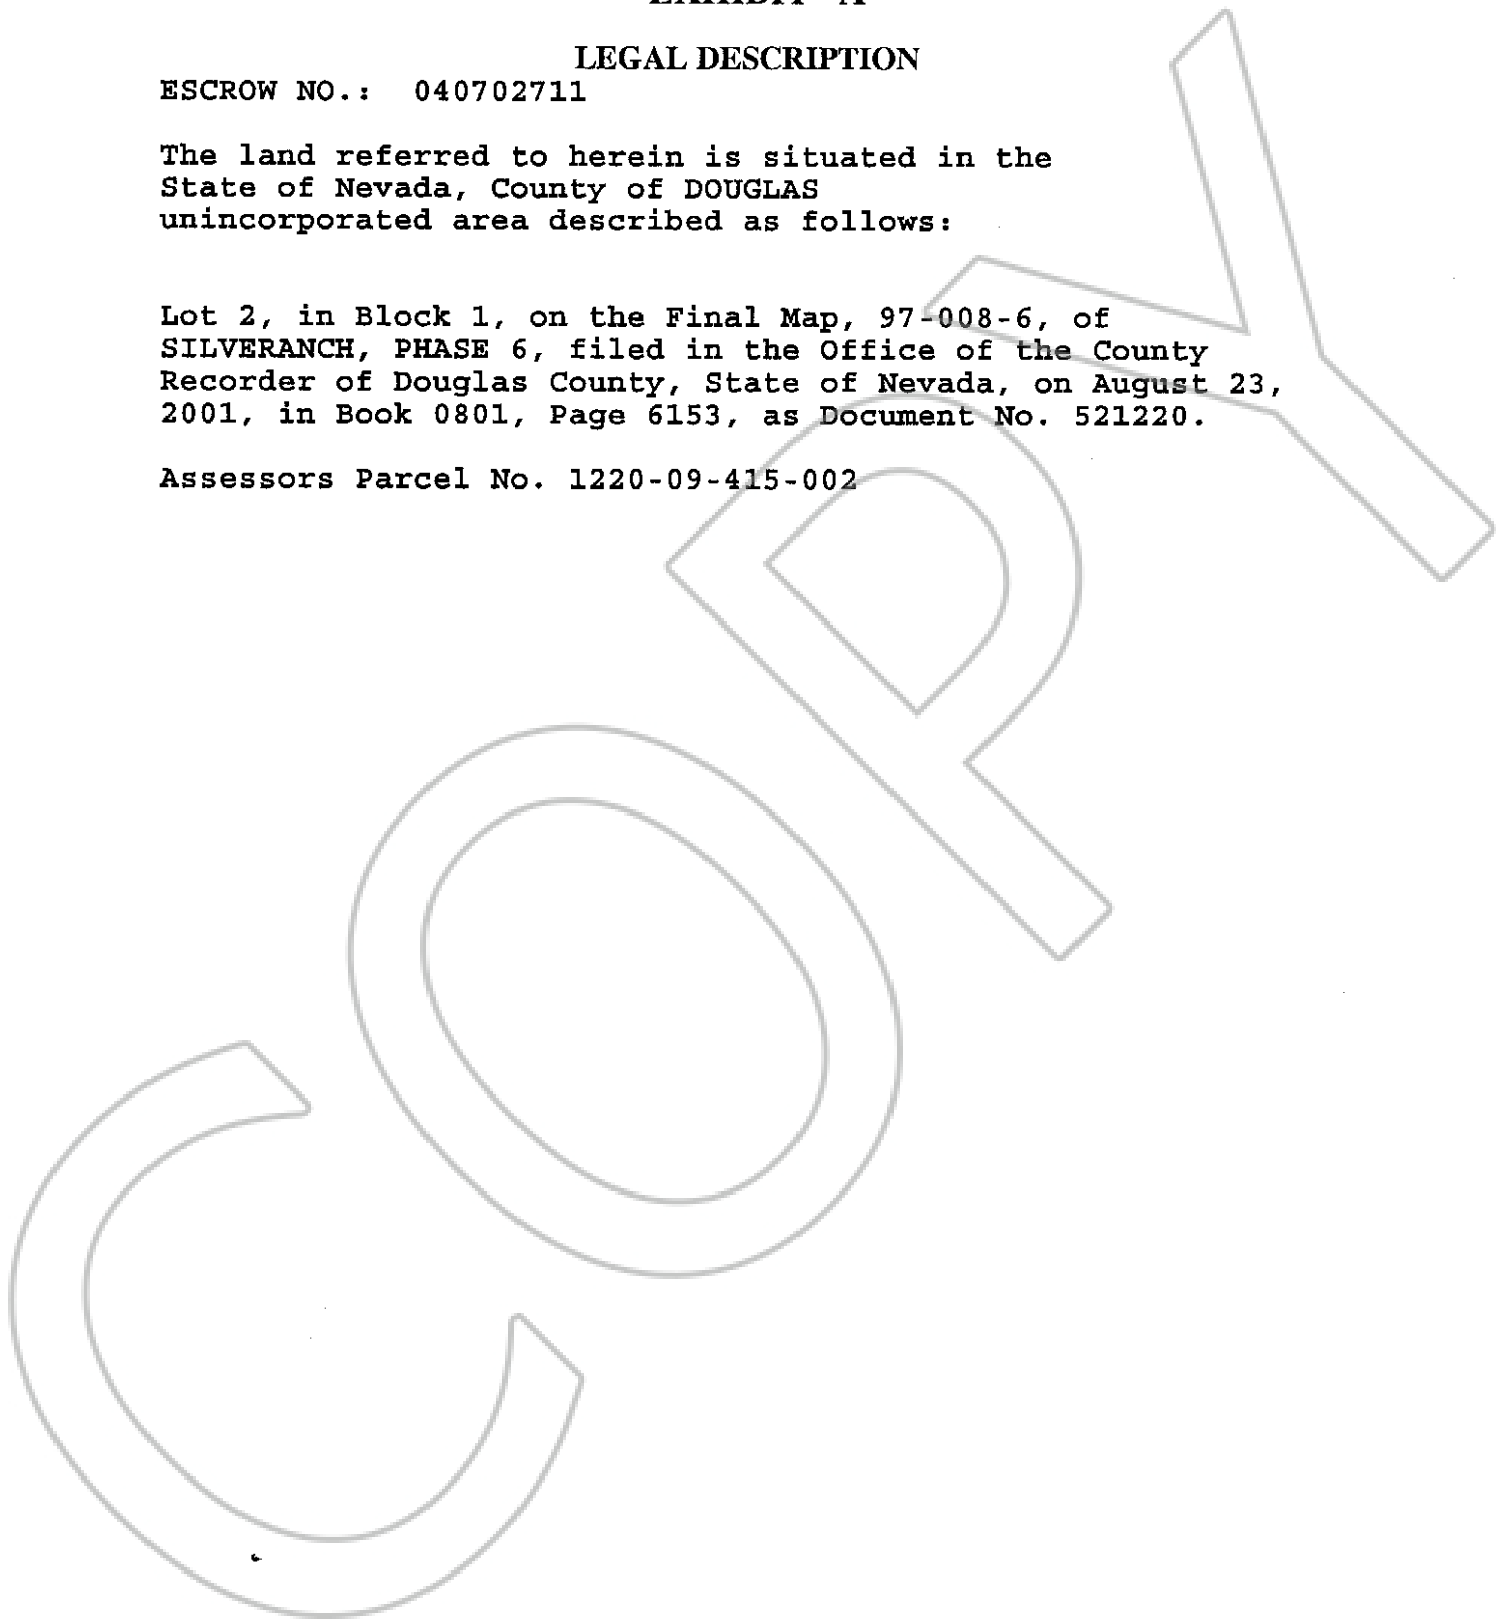 EXHIBIT "A"
LEGAL DESCRIPTION
ESCROW NO.: 040702711
The land referred to herein is situated in the
State of Nevada, County of DOUGLAS
unincorporated area described as follows:
Lot 2, in Block 1, on the Final Map, 97-008-6, of
SILVERANCH, PHASE 6, filed in the Office of the County
Recorder of Douglas County, State of Nevada, on August 23,
2001, in Book 0801, Page 6153, as Document No. 521220.
Assessors Parcel No. 1220-09-415-002
COPY